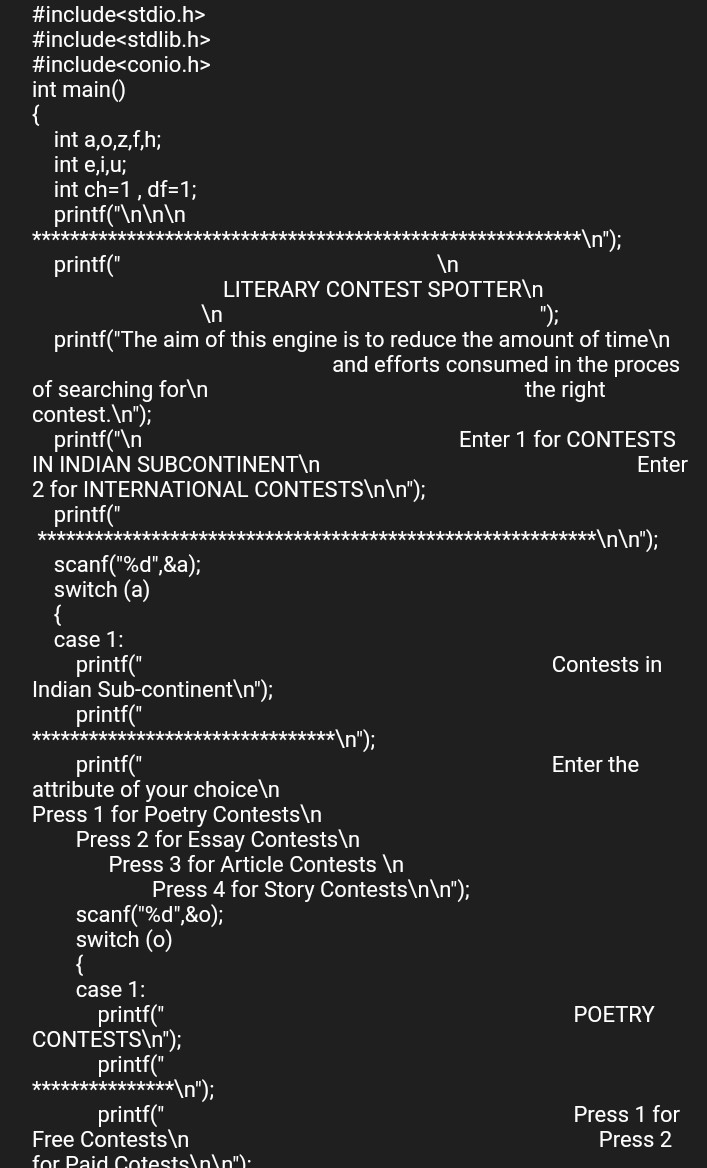 #include<stdio.h>
#include<stdlib.h>
#include<conio.h>
int main()
{
int a,o,z,f,h;
int e,i,u;
int ch=1 , df=1;
printf("\n\n\n
**********************************************************\n");
printf(" \n
LITERARY CONTEST SPOTTER\n
\n ");
printf("The aim of this engine is to reduce the amount of time\n
and efforts consumed in the proces
of searching for\n the right
contest.\n");
printf("\n Enter 1 for CONTESTS
IN INDIAN SUBCONTINENT\n Enter
2 for INTERNATIONAL CONTESTS\n\n");
printf("
***********************************************************\n\n");
scanf("%d",&a);
switch (a)
{
case 1:
printf(" Contests in
Indian Sub-continent\n");
printf("
********************************\n");
printf(" Enter the
attribute of your choice\n
Press 1 for Poetry Contests\n
Press 2 for Essay Contests\n
Press 3 for Article Contests \n
Press 4 for Story Contests\n\n");
scanf("%d",&o);
switch (o)
{
case 1:
printf(" POETRY
CONTESTS\n");
printf("
***************\n");
printf(" Press 1 for
Free Contests\n Press 2
for Paid Cotests\n\n");